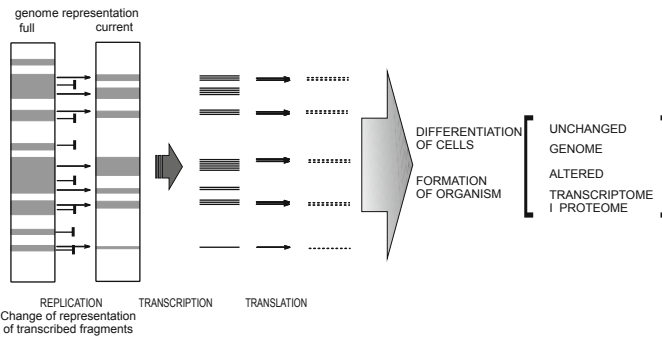 genome representation
full current
DIFFERENTIATION
OF CELLS
FORMATION
OF ORGANISM
UNCHANGED
GENOME
ALTERED
TRANSCRIPTOME
I PROTEOME
REPLICATION TRANSCRIPTION TRANSLATION
Change of representation
of transcribed fragments